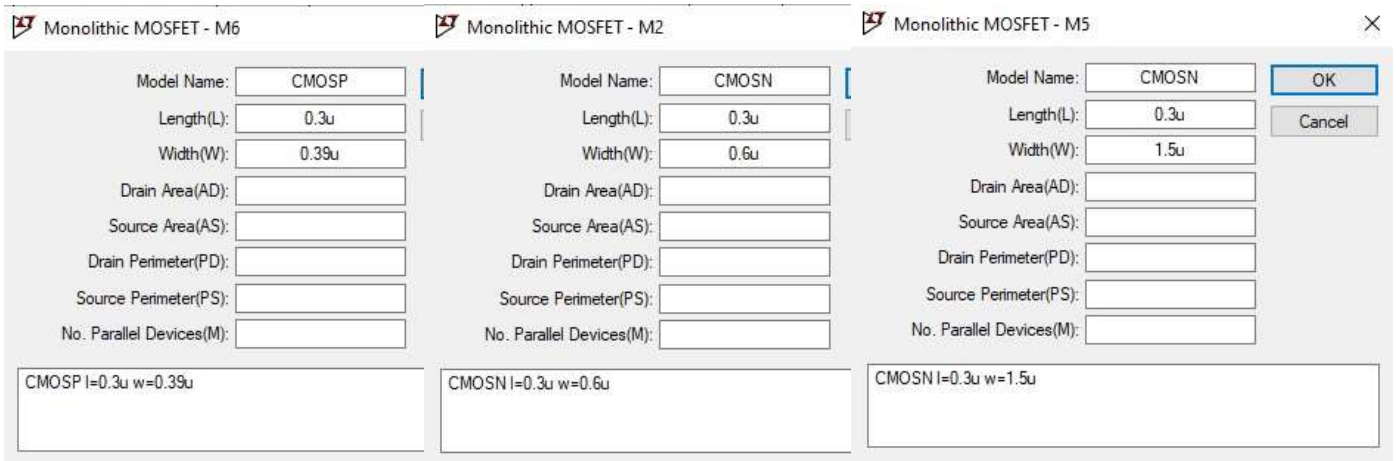 Monolithic MOSFET - M6
Model Name: CMOSP
Length(L): 0.3u
Width(W): 0.39u
Drain Area(AD):
Source Area(AS):
Drain Perimeter(PD):
Source Perimeter(PS):
No. Parallel Devices(M):
CMOSP l=0.3u w=0.39u
Monolithic MOSFET - M2
Model Name: CMOSN
Length(L): 0.3u
Width(W): 0.6u
Drain Area(AD):
Source Area(AS):
Drain Perimeter(PD):
Source Perimeter(PS):
No. Parallel Devices(M):
CMOSN l=0.3u w=0.6u
Monolithic MOSFET - M5
Model Name: CMOSN
OK
Length(L): 0.3u
Cancel
Width(W): 1.5u
Drain Area(AD):
Source Area(AS):
Drain Perimeter(PD):
Source Perimeter(PS):
No. Parallel Devices(M):
CMOSN l=0.3u w=1.5u